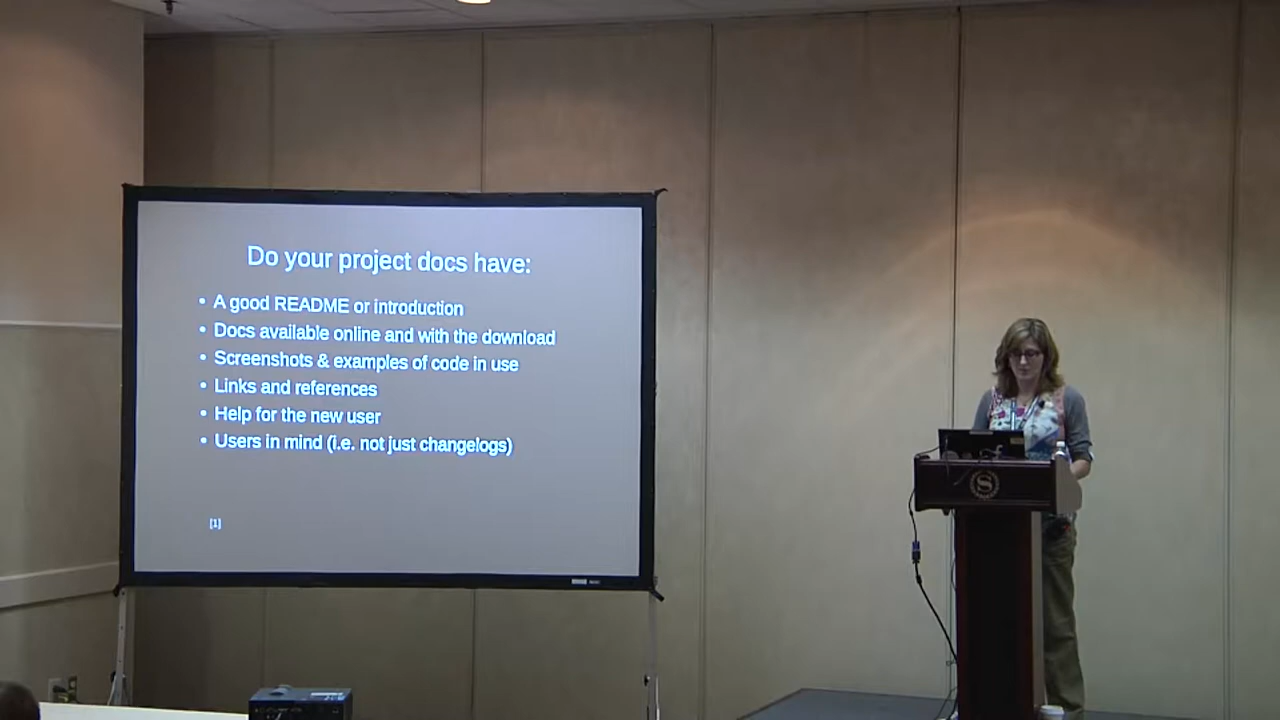 Do your project docs have:
• A good README or introduction
• Docs available online and with the download
• Screenshots & examples of code in use
• Links and references
• Help for the new user
• Users in mind (i.e. not just changelogs)
[1]
S